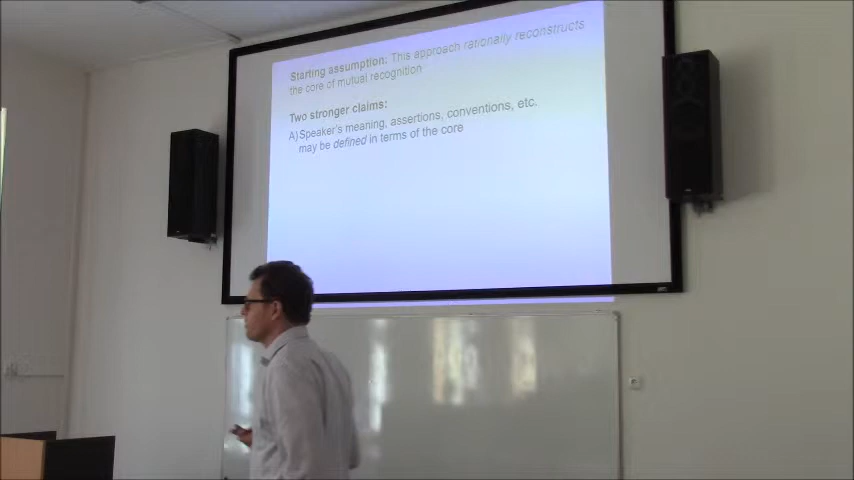 Starting assumption: This approach rationally reconstructs
the core of mutual recognition
Two stronger claims:
A) Speaker's meaning, assertions, conventions, etc.
may be defined in terms of the core